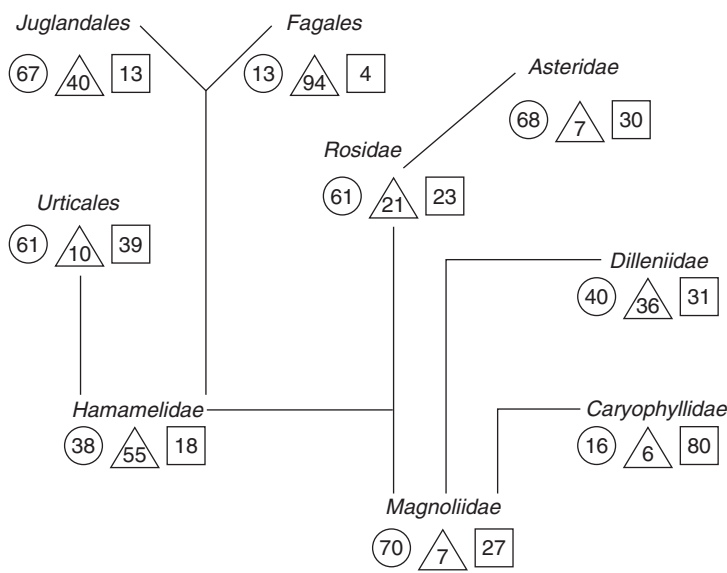 Juglandales
67 40 13
Fagales
13 94 4
Asteridae
68 7 30
Rosidae
61 21 23
Urticales
61 10 39
Dilleniidae
40 36 31
Hamamelidae
38 55 18
Caryophyllidae
16 6 80
Magnoliidae
70 7 27